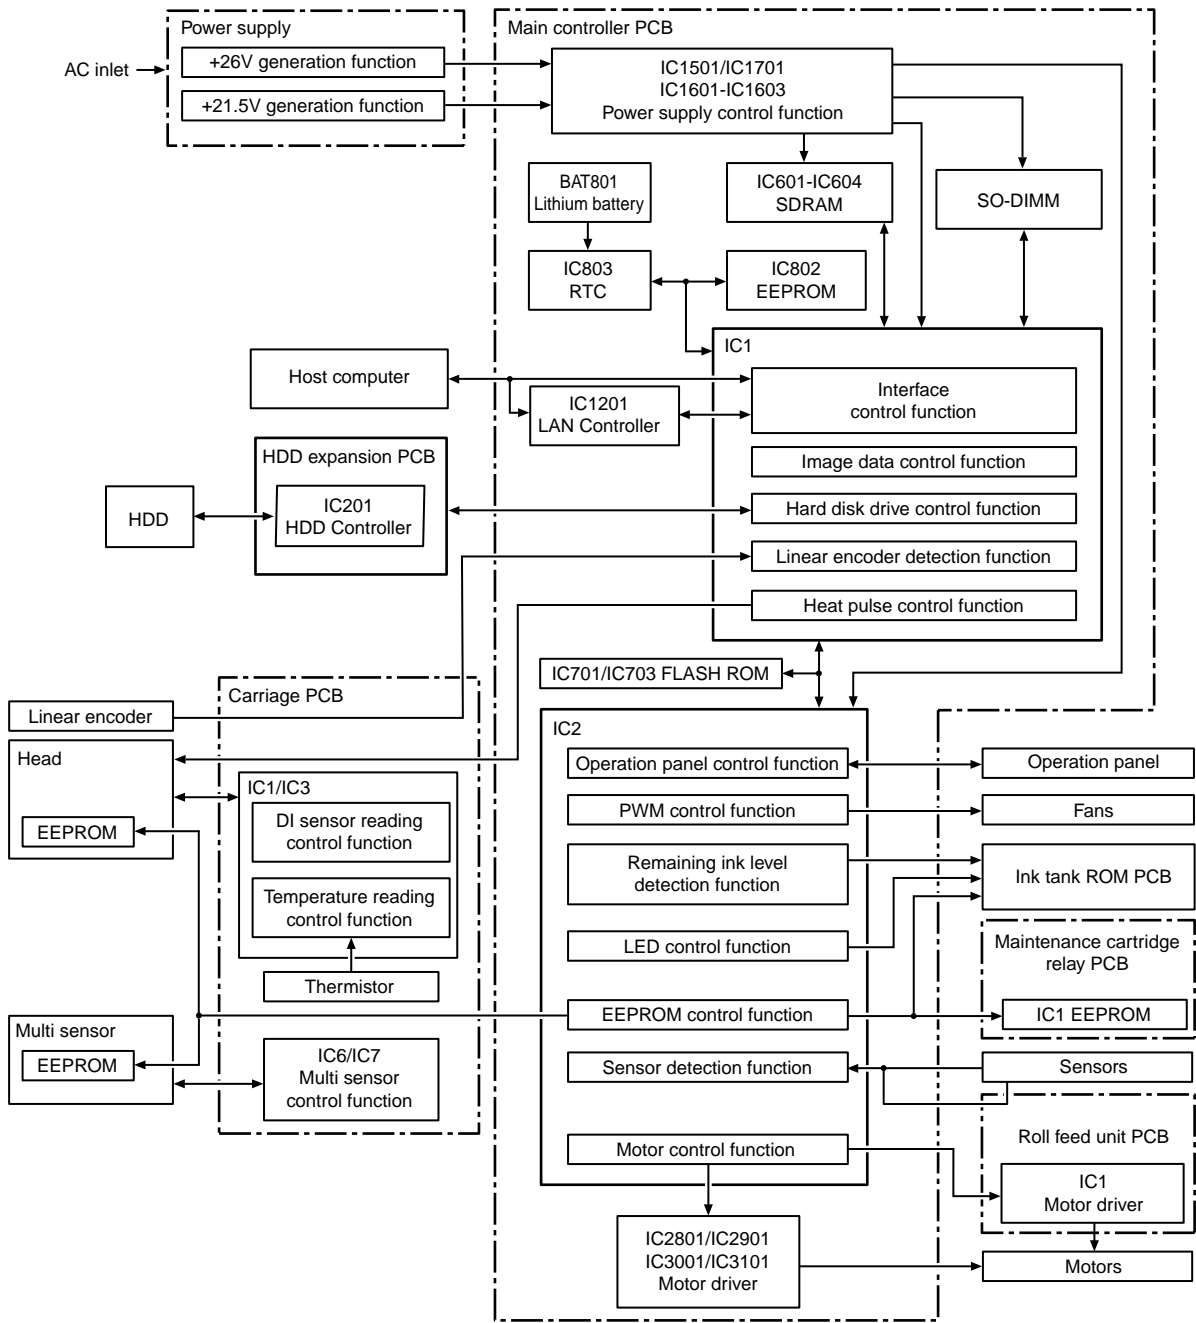 Power supply
AC inlet
+26V generation function
+21.5V generation function
Main controller PCB
IC1501/IC1701
IC1601-IC1603
Power supply control function
BAT801
Lithium battery
IC601-IC604
SDRAM
SO-DIMM
IC803
RTC
IC802
EEPROM
IC1
Host computer
IC1201
LAN Controller
Interface
control function
Image data control function
HDD expansion PCB
HDD
IC201
HDD Controller
Hard disk drive control function
Linear encoder detection function
Heat pulse control function
IC701/IC703 FLASH ROM
Carriage PCB
Linear encoder
Head
EEPROM
IC1/IC3
DI sensor reading
control function
Temperature reading
control function
Thermistor
Multi sensor
EEPROM
IC6/IC7
Multi sensor
control function
IC2
Operation panel control function
Operation panel
PWM control function
Fans
Remaining ink level
detection function
Ink tank ROM PCB
LED control function
Maintenance cartridge
relay PCB
EEPROM control function
IC1 EEPROM
Sensor detection function
Sensors
Motor control function
Roll feed unit PCB
IC1
Motor driver
IC2801/IC2901
IC3001/IC3101
Motor driver
Motors